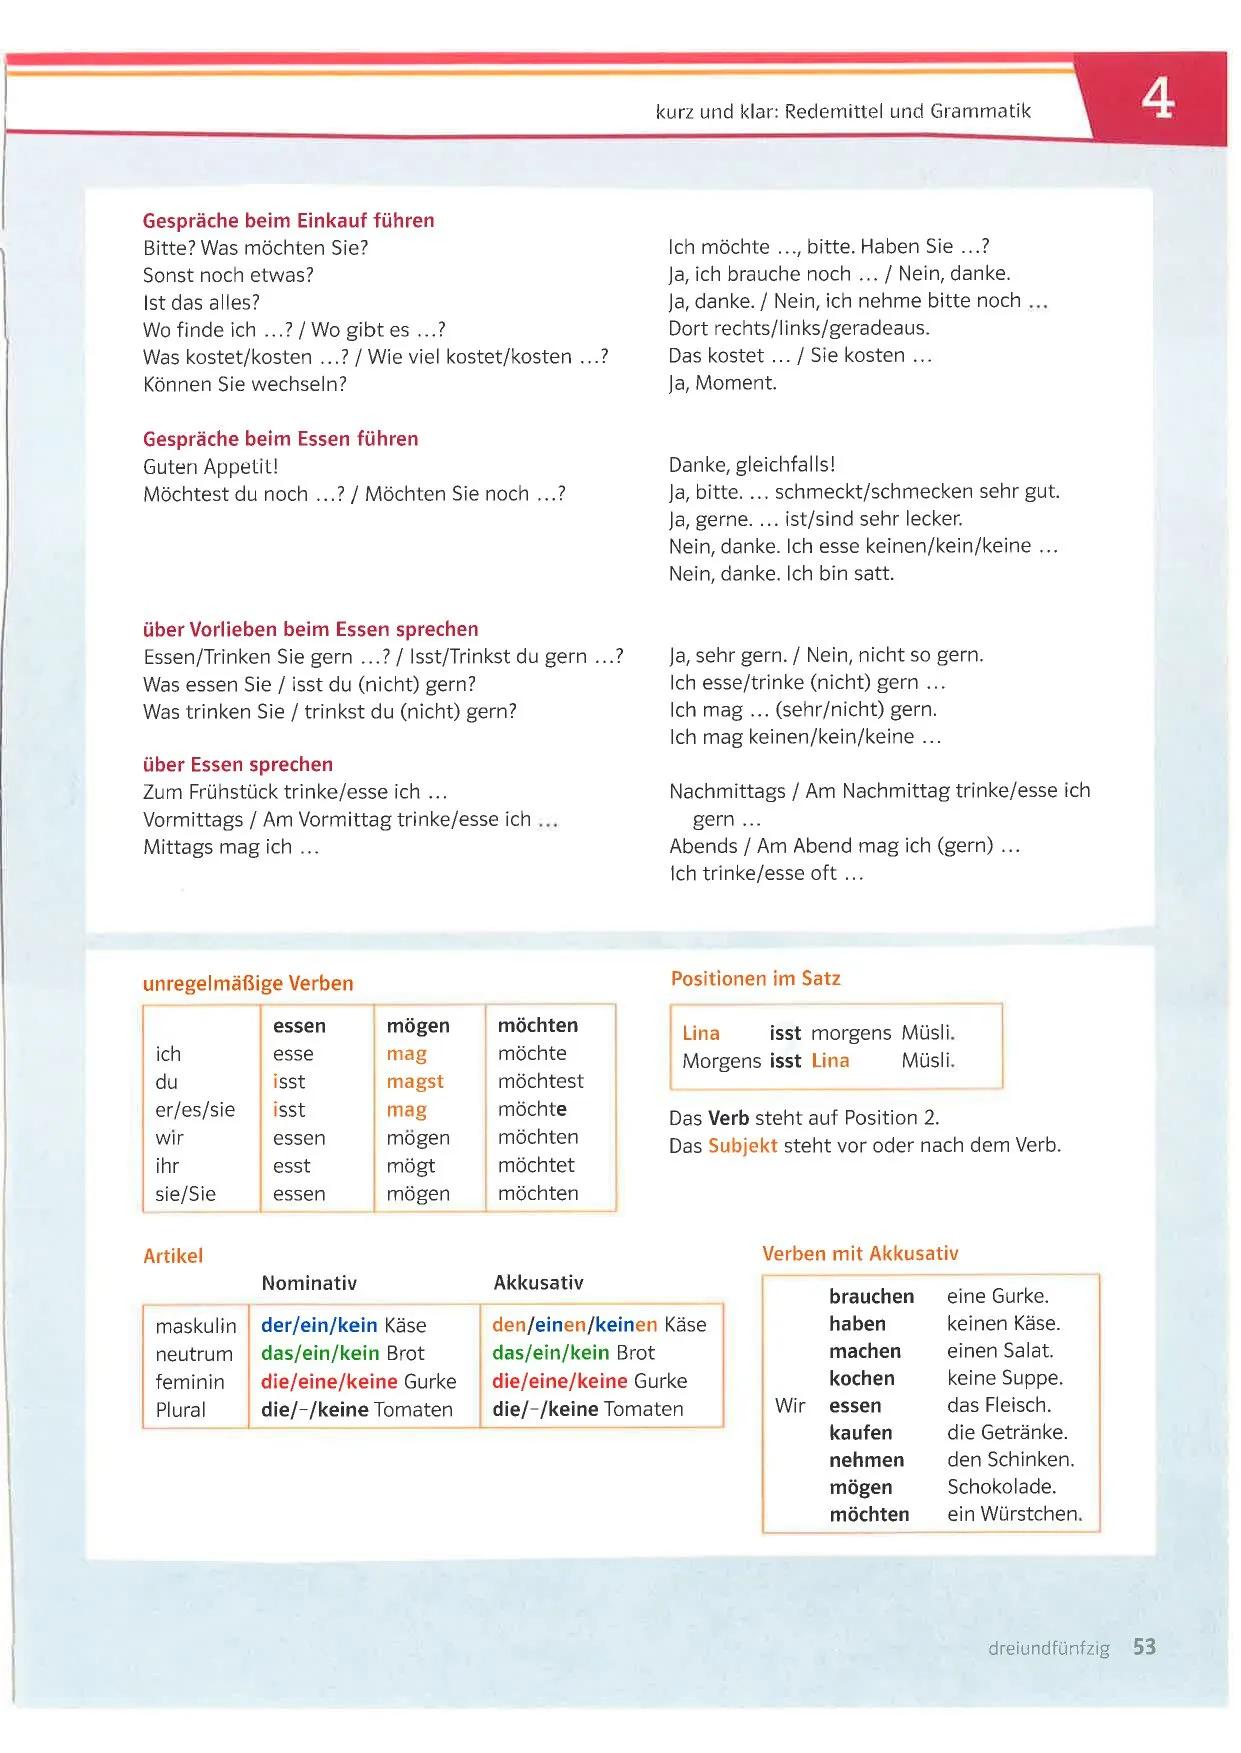 kurz und klar: Redemittel und Grammatik
4
Gespräche beim Einkauf führen
Bitte? Was möchten Sie? Ich möchte ..., bitte. Haben Sie ...?
Sonst noch etwas? Ja, ich brauche noch ... / Nein, danke.
Ist das alles? Ja, danke. / Nein, ich nehme bitte noch ...
Wo finde ich ...? / Wo gibt es ...? Dort rechts/links/geradeaus.
Was kostet/kosten ...? / Wie viel kostet/kosten ...? Das kostet ... / Sie kosten ...
Können Sie wechseln? Ja, Moment.
Gespräche beim Essen führen
Guten Appetit! Danke, gleichfalls!
Möchtest du noch ...? / Möchten Sie noch ...? Ja, bitte. ... schmeckt/schmecken sehr gut.
Ja, gerne. ... ist/sind sehr lecker.
Nein, danke. Ich esse keinen/kein/keine ...
Nein, danke. Ich bin satt.
über Vorlieben beim Essen sprechen
Essen/Trinken Sie gern ...? / Isst/Trinkst du gern ...? Ja, sehr gern. / Nein, nicht so gern.
Was essen Sie / isst du (nicht) gern? Ich esse/trinke (nicht) gern ...
Was trinken Sie / trinkst du (nicht) gern? Ich mag ... (sehr/nicht) gern.
Ich mag keinen/kein/keine ...
über Essen sprechen
Zum Frühstück trinke/esse ich ... Nachmittags / Am Nachmittag trinke/esse ich
Vormittags / Am Vormittag trinke/esse ich ... gern ...
Mittags mag ich ... Abends / Am Abend mag ich (gern) ...
Ich trinke/esse oft ...
unregelmäßige Verben
essen mögen möchten
ich esse mag möchte
du isst magst möchtest
er/es/sie isst mag möchte
wir essen mögen möchten
ihr esst mögt möchtet
sie/Sie essen mögen möchten
Positionen im Satz
Lina isst morgens Müsli.
Morgens isst Lina Müsli.
Das Verb steht auf Position 2.
Das Subjekt steht vor oder nach dem Verb.
Artikel
Nominativ Akkusativ
maskulin der/ein/kein Käse den/einen/keinen Käse
neutrum das/ein/kein Brot das/ein/kein Brot
feminin die/eine/keine Gurke die/eine/keine Gurke
Plural die/-/keine Tomaten die/-/keine Tomaten
Verben mit Akkusativ
brauchen eine Gurke.
haben keinen Käse.
machen einen Salat.
kochen keine Suppe.
Wir essen das Fleisch.
kaufen die Getränke.
nehmen den Schinken.
mögen Schokolade.
möchten ein Würstchen.
dreiundfünfzig 53